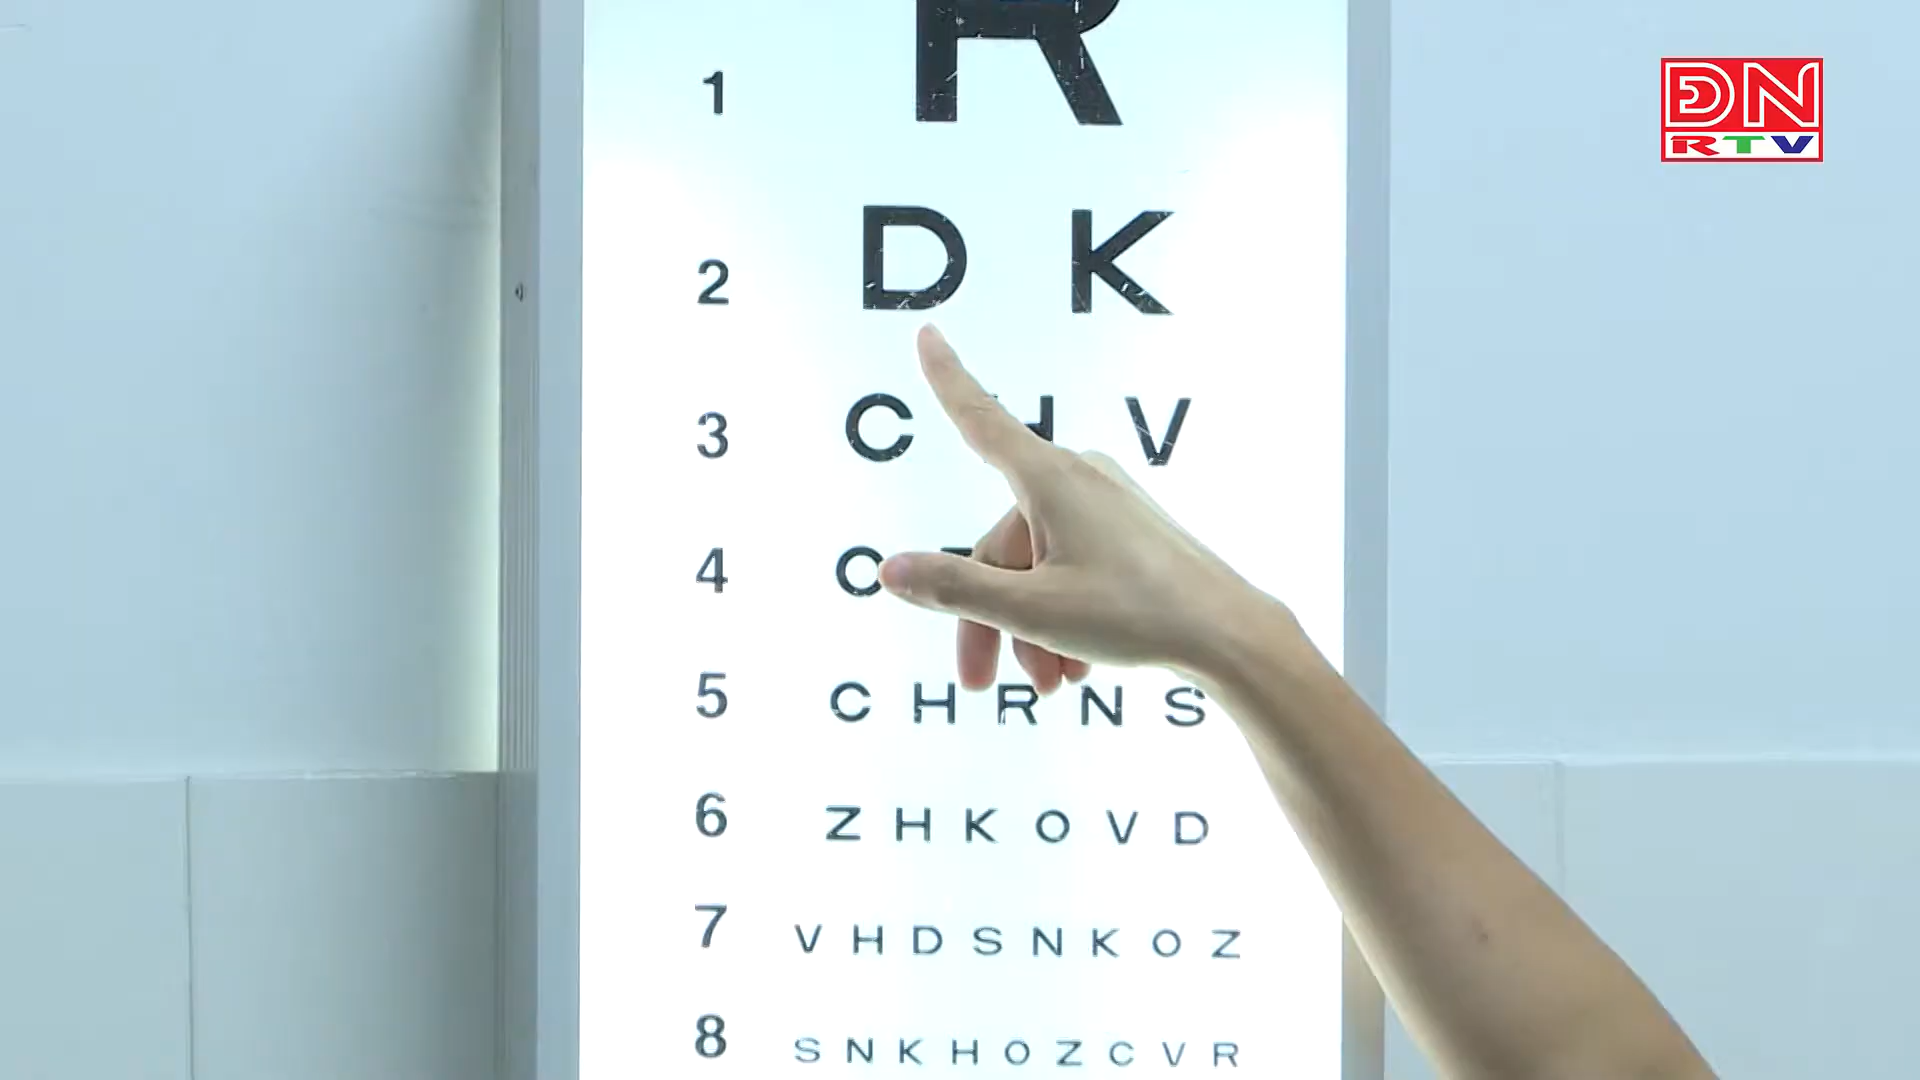 ĐN
RTV
1 R
2 D K
3 C H V
4
5 C H R N S
6 Z H K O V D
7 V H D S N K O Z
8 S N K H O Z C V R